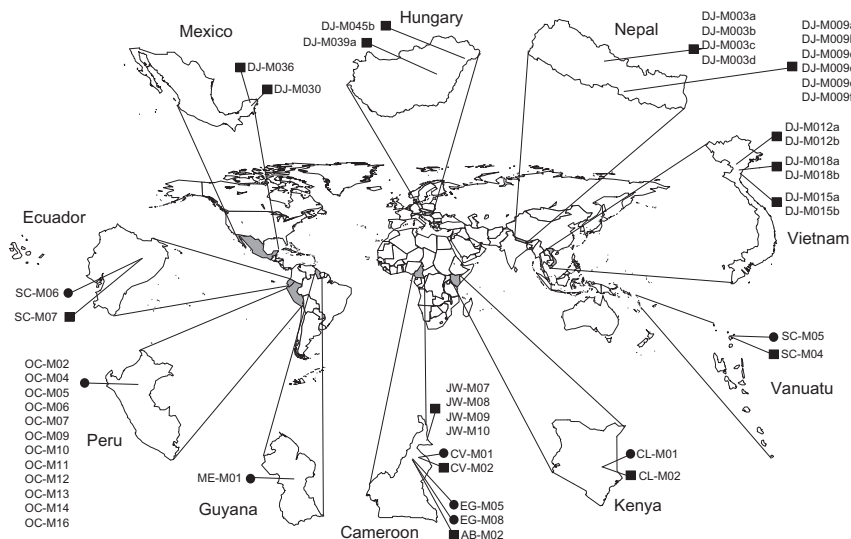 Mexico
DJ-M036
DJ-M030
Hungary
DJ-M045b
DJ-M039a
Nepal
DJ-M003a
DJ-M003b
DJ-M003c
DJ-M003d
DJ-M009a
DJ-M012a
DJ-M012b
DJ-M018a
DJ-M018b
DJ-M015a
DJ-M015b
Vietnam
Ecuador
SC-M06
SC-M07
SC-M05
SC-M04
Vanuatu
OC-M02
OC-M04
OC-M05
OC-M06
OC-M07
OC-M09
OC-M10
OC-M11
OC-M12
OC-M13
OC-M14
OC-M16
Peru
ME-M01
Guyana
JW-M07
JW-M08
JW-M09
JW-M10
CV-M01
CV-M02
EG-M05
EG-M08
AB-M02
Cameroon
CL-M01
CL-M02
Kenya